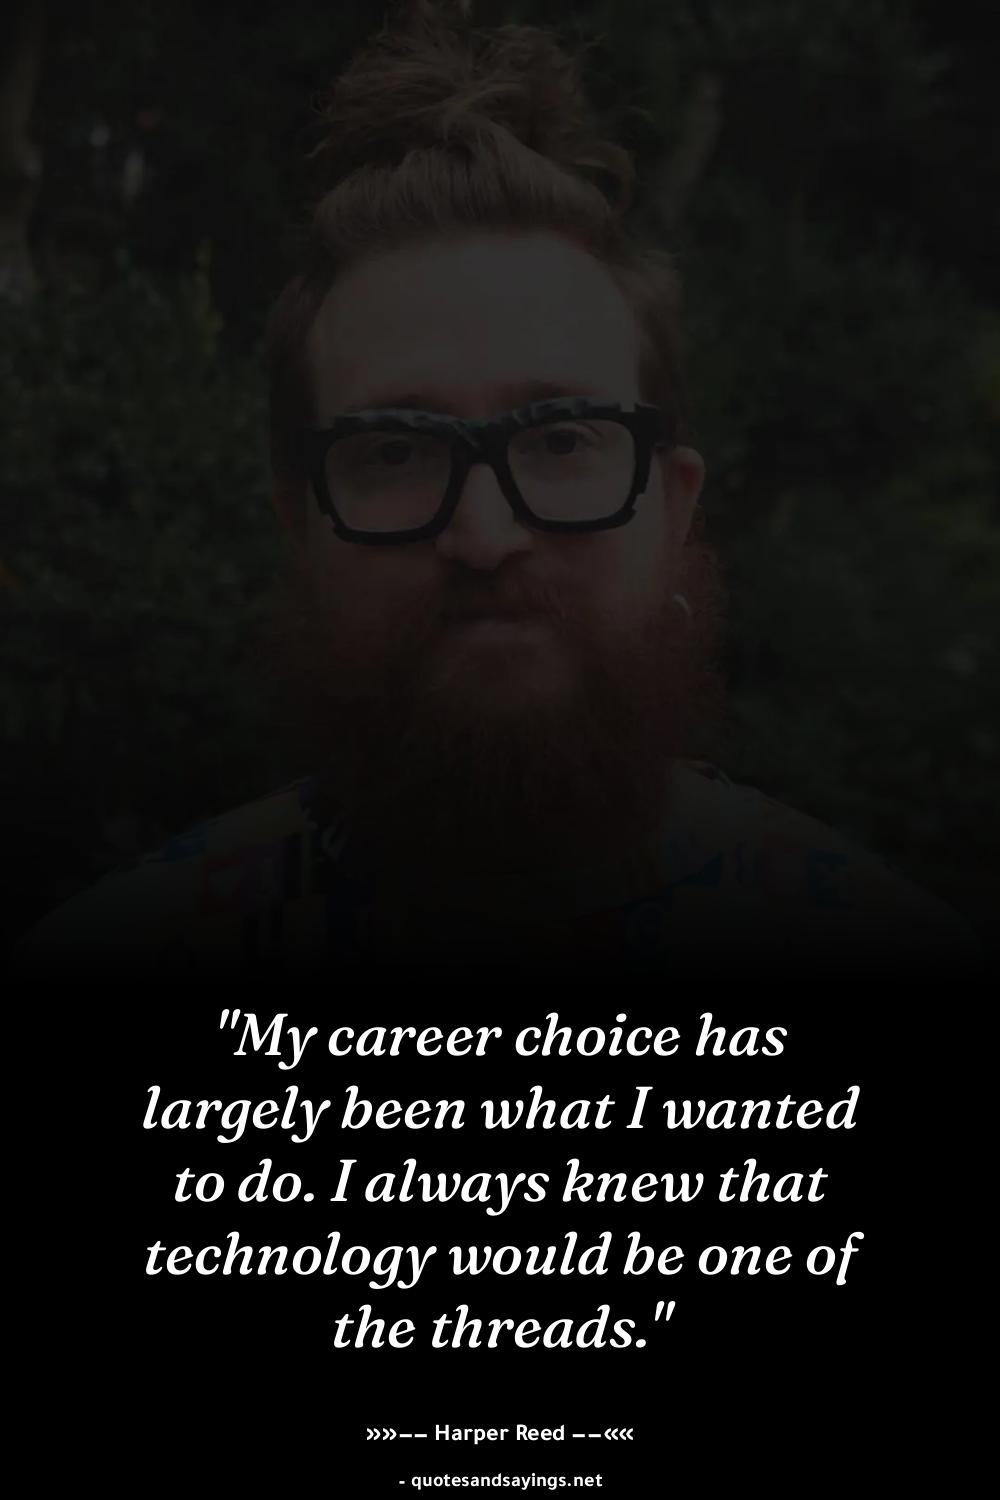 "My career choice has
largely been what I wanted
to do. I always knew that
technology would be one of
the threads."
»»−− Harper Reed −−««
- quotesandsayings.net